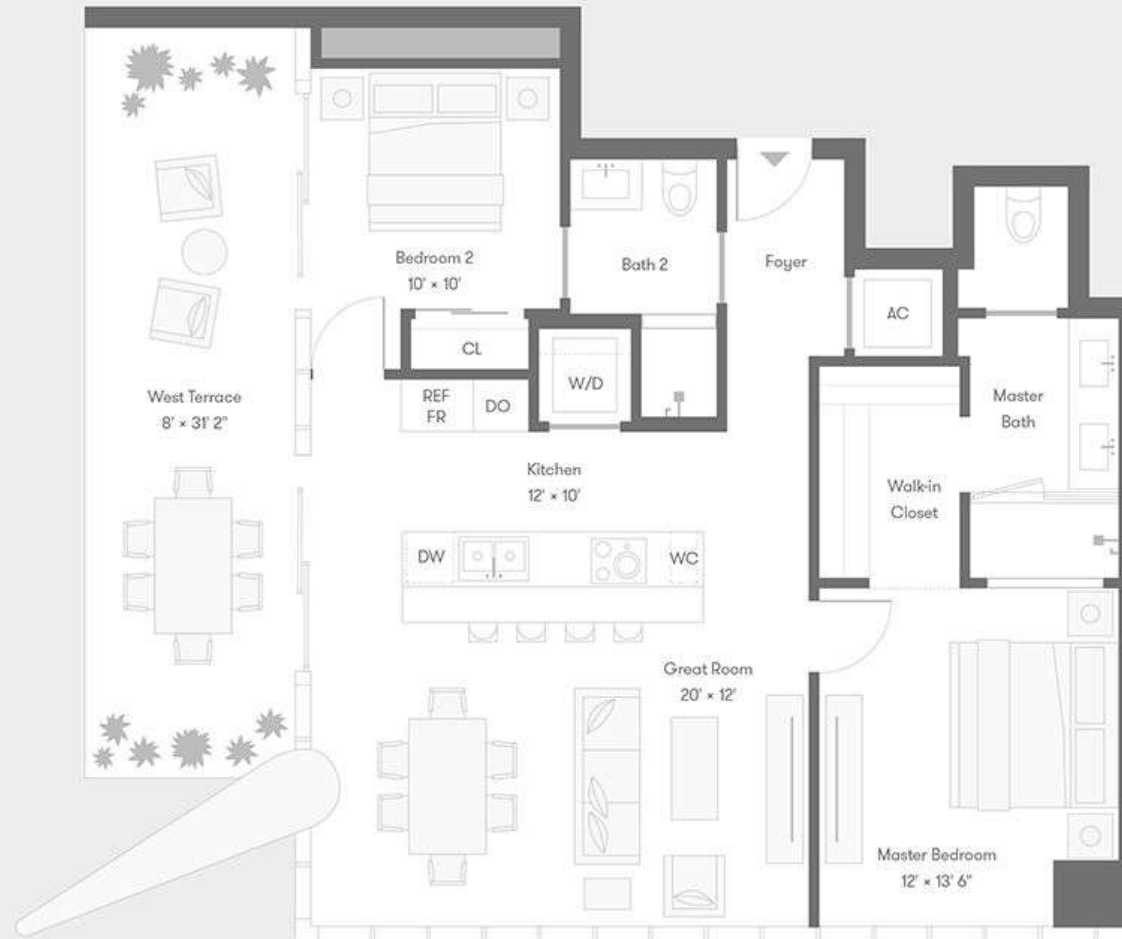 Bedroom 2
10' × 10'
Bath 2
Foyer
AC
CL
W/D
REF
FR
DO
West Terrace
8' × 31' 2"
Master
Bath
Kitchen
12' × 10'
Walk-in
Closet
DW
WC
Great Room
20' × 12'
Master Bedroom
12' × 13' 6"